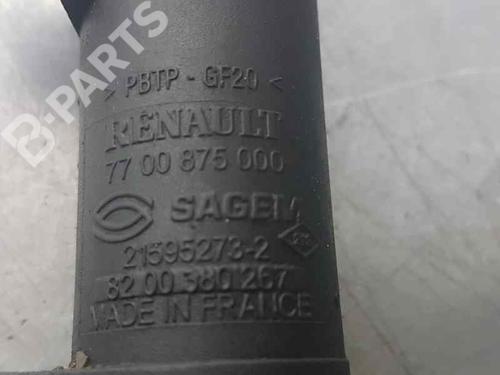 B-PARTS
> PBTP - GF20 <
RENAULT
77 00 875 000
SAGEM
21595273-2
82 00 380 267
MADE IN FRANCE